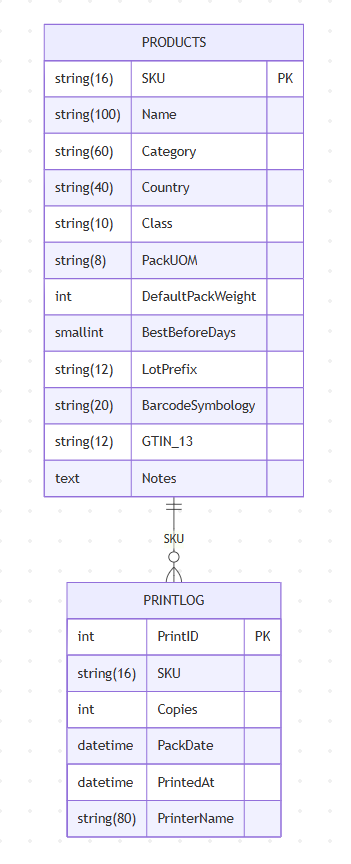 PRODUCTS
string(16) SKU PK
string(100) Name
string(60) Category
string(40) Country
string(10) Class
string(8) PackUOM
int DefaultPackWeight
smallint BestBeforeDays
string(12) LotPrefix
string(20) BarcodeSymbology
string(12) GTIN_13
text Notes
SKU
PRINTLOG
int PrintID PK
string(16) SKU
int Copies
datetime PackDate
datetime PrintedAt
string(80) PrinterName